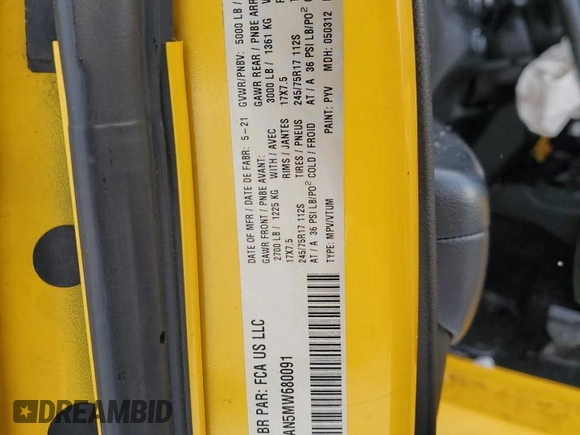 BR PAR: FCA US LLC
DATE OF MFR / DATE DE FABR: 5-21 GVWR/PNBV: 5000 LB /
GAWR FRONT / PNBE AVANT: GAWR REAR / PNBE ARR
2700 LB / 1225 KG WITH / AVEC 3000 LB / 1361 KG
17X7.5 RIMS / JANTES 17X7.5
245/75R17 112S TIRES / PNEUS 245/75R17 112S
AT / A 36 PSI LB/PO² COLD / FROID AT / A 36 PSI LB/PO²
TYPE: MPV/VTUM PAINT: PYV MDH: 050312
AN5MW680091
RIDESAFELY